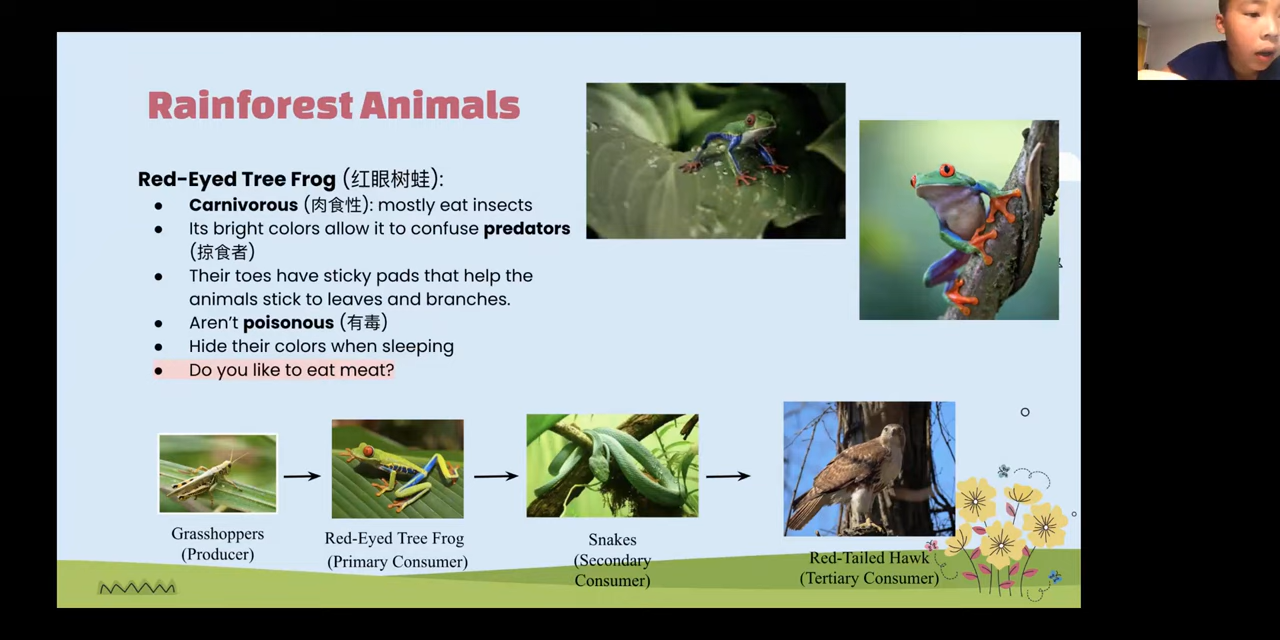 Rainforest Animals
Red-Eyed Tree Frog (红眼树蛙):
● Carnivorous (肉食性): mostly eat insects
● Its bright colors allow it to confuse predators
(掠食者)
● Their toes have sticky pads that help the
animals stick to leaves and branches.
● Aren’t poisonous (有毒)
● Hide their colors when sleeping
● Do you like to eat meat?
Grasshoppers
(Producer)
Red-Eyed Tree Frog
(Primary Consumer)
Snakes
(Secondary
Consumer)
Red-Tailed Hawk
(Tertiary Consumer)